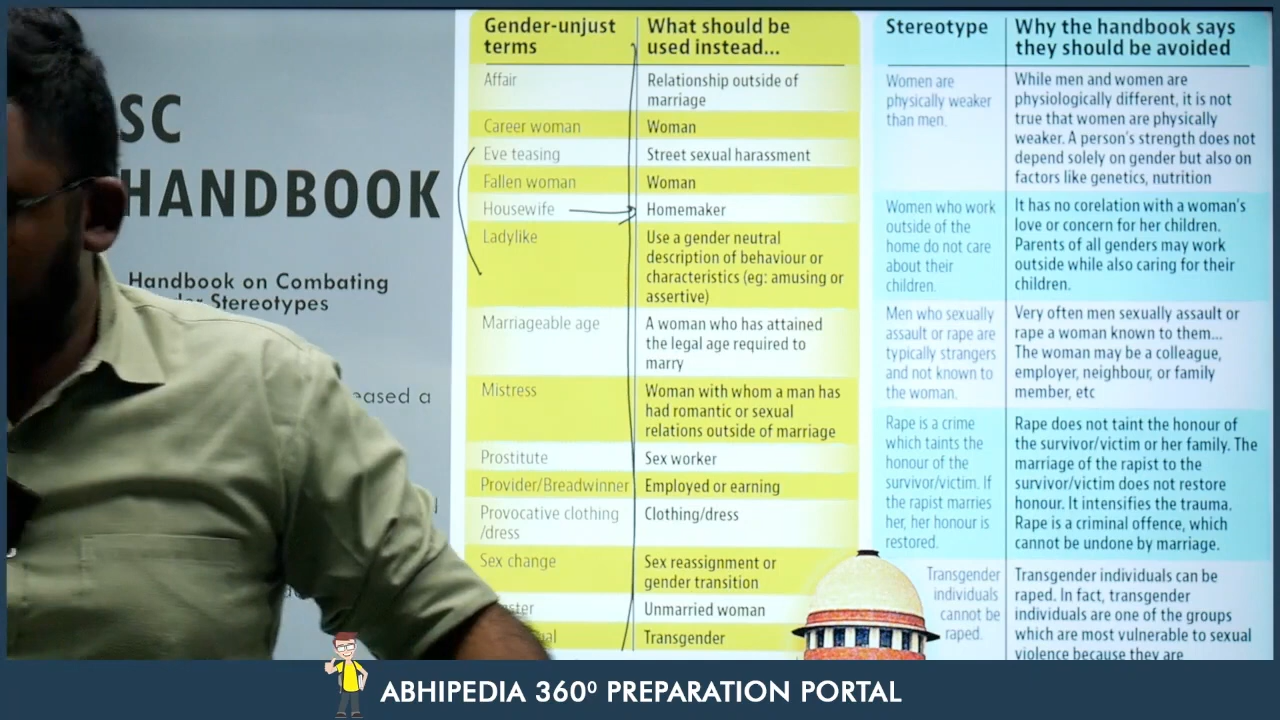 SC
HANDBOOK
Handbook on Combating
Stereotypes
eased a
Gender-unjust
terms
What should be
used instead...
Affair
Relationship outside of
marriage
Career woman
Woman
Eve teasing
Street sexual harassment
Fallen woman
Woman
Housewife
Homemaker
Ladylike
Use a gender neutral
description of behaviour or
characteristics (eg: amusing or
assertive)
Marriageable age
A woman who has attained
the legal age required to
marry
Mistress
Woman with whom a man has
had romantic or sexual
relations outside of marriage
Prostitute
Sex worker
Provider/Breadwinner
Employed or earning
Provocative clothing
/dress
Clothing/dress
Sex change
Sex reassignment or
gender transition
Unmarried woman
Transgender
Stereotype
Why the handbook says
they should be avoided
Women are
physically weaker
than men.
While men and women are
physiologically different, it is not
true that women are physically
weaker. A person's strength does not
depend solely on gender but also on
factors like genetics, nutrition
Women who work
outside of the
home do not care
about their
children.
It has no corelation with a woman's
love or concern for her children.
Parents of all genders may work
outside while also caring for their
children.
Men who sexually
assault or rape are
typically strangers
and not known to
the woman.
Very often men sexually assault or
rape a woman known to them...
The woman may be a colleague,
employer, neighbour, or family
member, etc
Rape is a crime
which taints the
honour of the
survivor/victim. If
the rapist marries
her, her honour is
restored.
Rape does not taint the honour of
the survivor/victim or her family. The
marriage of the rapist to the
survivor/victim does not restore
honour. It intensifies the trauma.
Rape is a criminal offence, which
cannot be undone by marriage.
Transgender
individuals
cannot be
raped.
Transgender individuals can be
raped. In fact, transgender
individuals are one of the groups
which are most vulnerable to sexual
violence because they are
ABHIPEDIA 360⁰ PREPARATION PORTAL